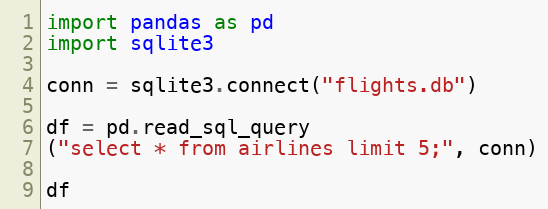 1 import pandas as pd
2 import sqlite3
3
4 conn = sqlite3.connect("flights.db")
5
6 df = pd.read_sql_query
7 ("select * from airlines limit 5;", conn)
8
9 df